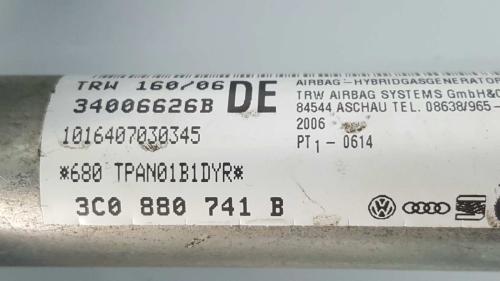 TRW 160/06 DE
34006626B
1016407030345
*680 TPAN01B1DYR*
3C0 880 741 B
AIRBAG-HYBRIDGASGENERATOR
TRW AIRBAG SYSTEMS GmbH&C
84544 ASCHAU TEL. 08638/965-
2006
PT1- 0614